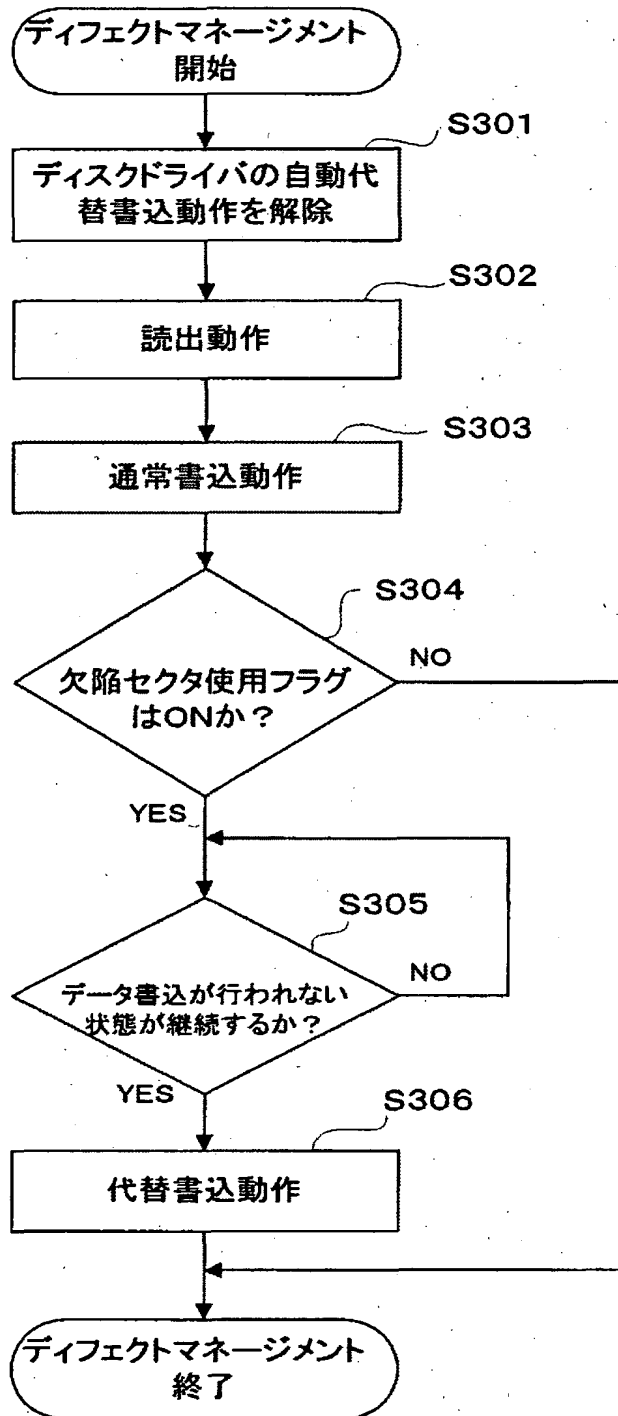 ディフェクトマネージメント
開始
S301
ディスクドライバの自動代
替書込動作を解除
S302
読出動作
S303
通常書込動作
S304
欠陥セクタ使用フラグ
はONか？
NO
YES
S305
データ書込が行われない
状態が継続するか？
NO
YES
S306
代替書込動作
ディフェクトマネージメント
終了